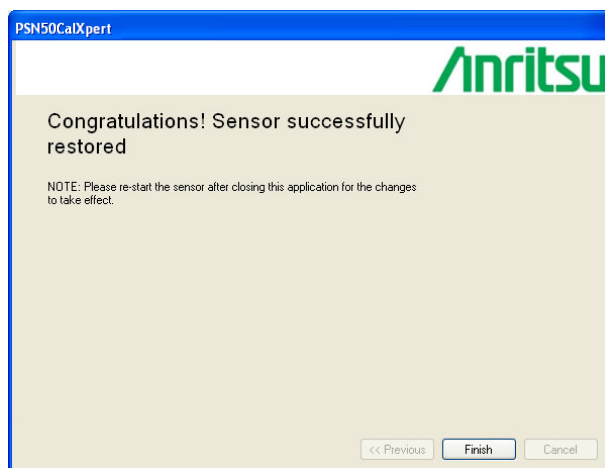 PSN50CalXpert
Anritsu
Congratulations! Sensor successfully
restored
NOTE: Please re-start the sensor after closing this application for the changes
to take effect.
<< Previous
Finish
Cancel